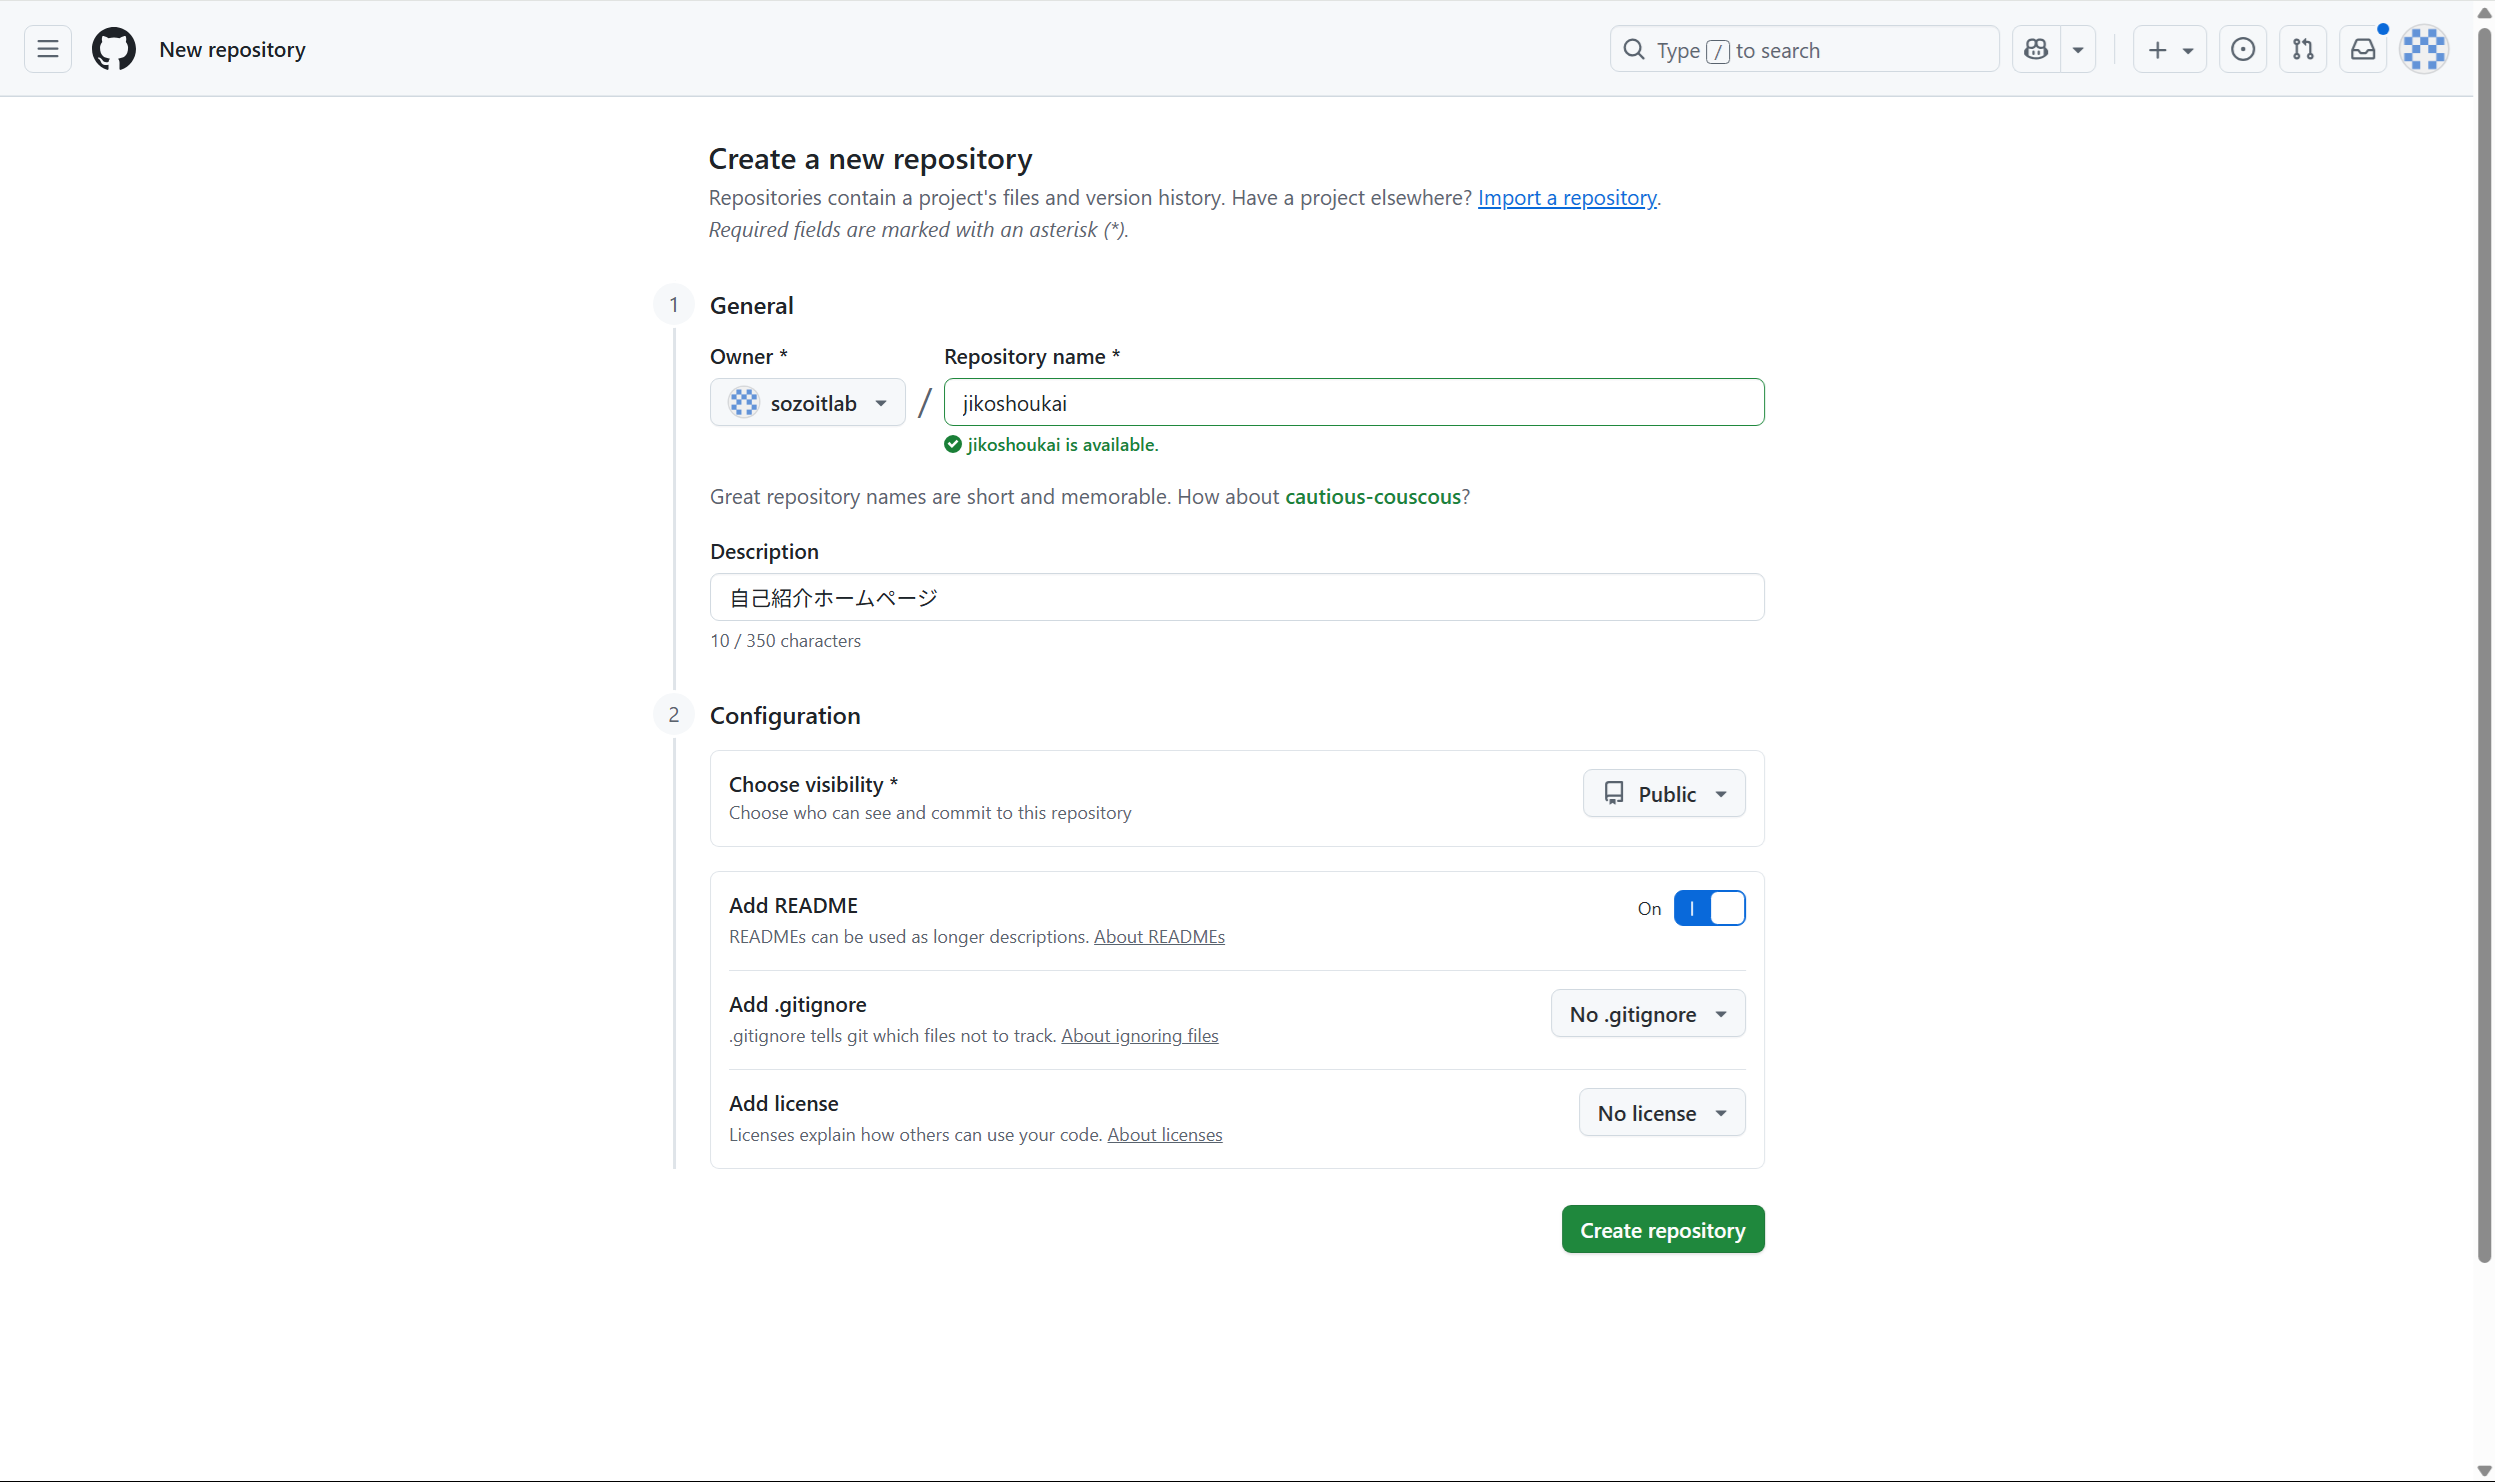 New repository
Type / to search
Create a new repository
Repositories contain a project's files and version history. Have a project elsewhere? Import a repository.
Required fields are marked with an asterisk (*).
1 General
Owner * Repository name *
sozoitlab / jikoshoukai
jikoshoukai is available.
Great repository names are short and memorable. How about cautious-couscous?
Description
自己紹介ホームページ
10 / 350 characters
2 Configuration
Choose visibility *
Choose who can see and commit to this repository
Public
Add README
READMEs can be used as longer descriptions. About READMEs
On
Add .gitignore
.gitignore tells git which files not to track. About ignoring files
No .gitignore
Add license
Licenses explain how others can use your code. About licenses
No license
Create repository